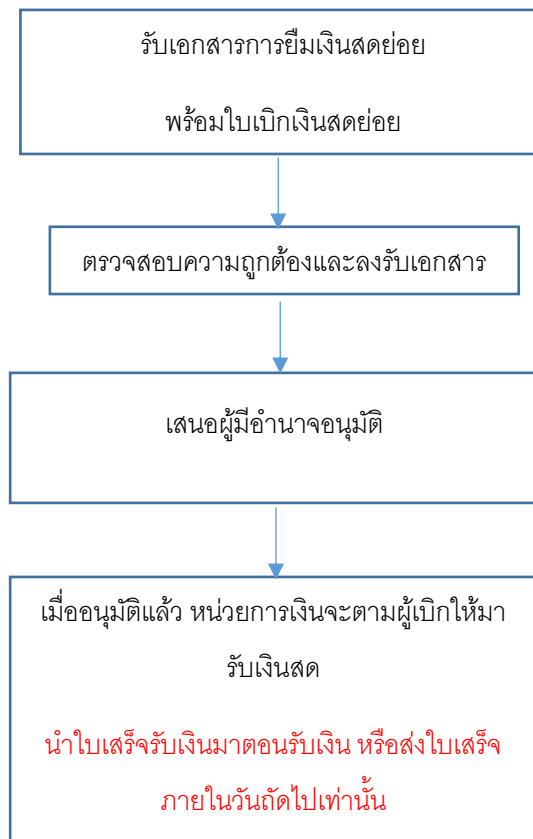 รับเอกสารการยืมเงินสดย่อย
พร้อมใบเบิกเงินสดย่อย
ตรวจสอบความถูกต้องและลงรับเอกสาร
เสนอผู้มีอำนาจอนุมัติ
เมื่ออนุมัติแล้ว หน่วยการเงินจะตามผู้เบิกให้มา
รับเงินสด
นำใบเสร็จรับเงินมาตอนรับเงิน หรือส่งใบเสร็จ
ภายในวันถัดไปเท่านั้น